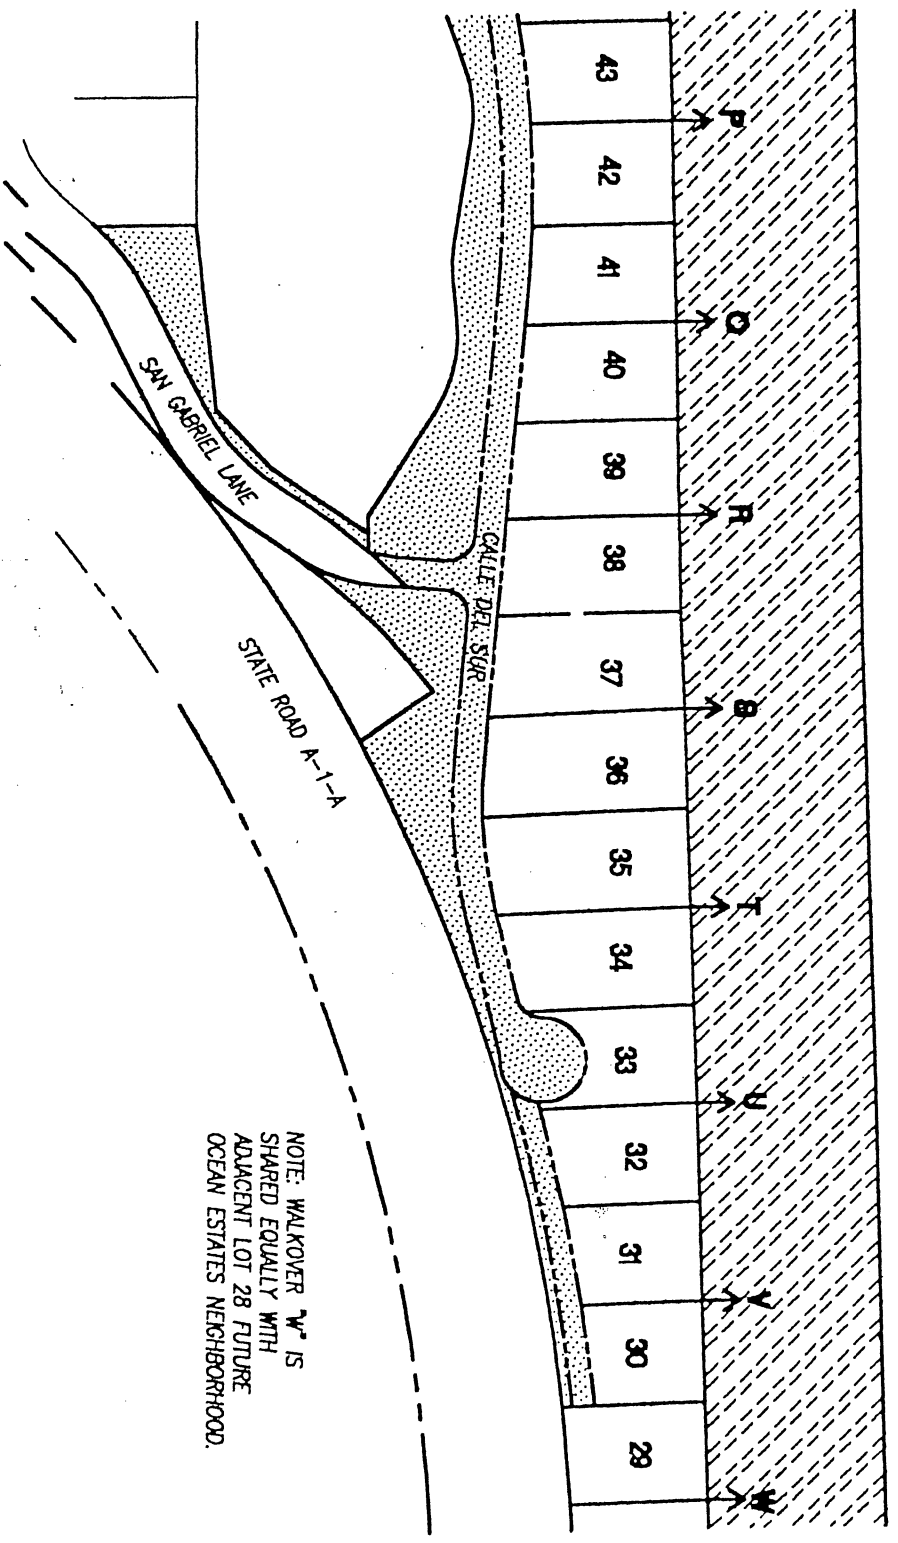 43
P
42
41
Q
40
39
R
38
37
S
36
35
T
34
33
U
32
31
V
30
29
W
CALLE DEL SUR
SAN GABRIEL LANE
STATE ROAD A-1-A
NOTE: WALKOVER "W" IS
SHARED EQUALLY WITH
ADJACENT LOT 28 FUTURE
OCEAN ESTATES NEIGHBORHOOD.